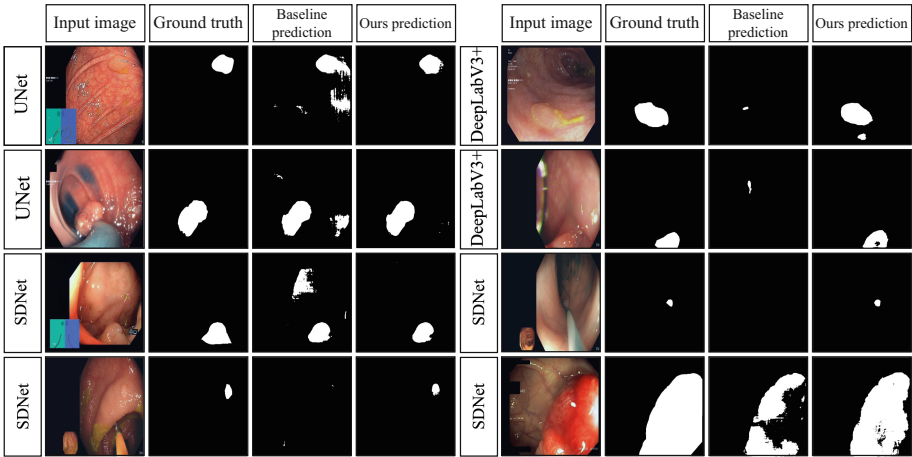 Input image
Ground truth
Baseline
prediction
Ours prediction
Input image
Ground truth
Baseline
prediction
Ours prediction
UNet
DeepLabV3+
UNet
DeepLabV3+
SDNet
SDNet
SDNet
SDNet